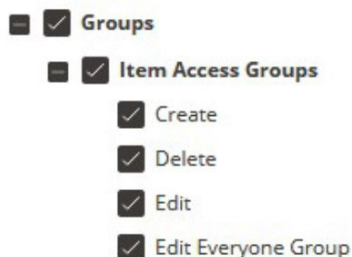 Groups
Item Access Groups
Create
Delete
Edit
Edit Everyone Group